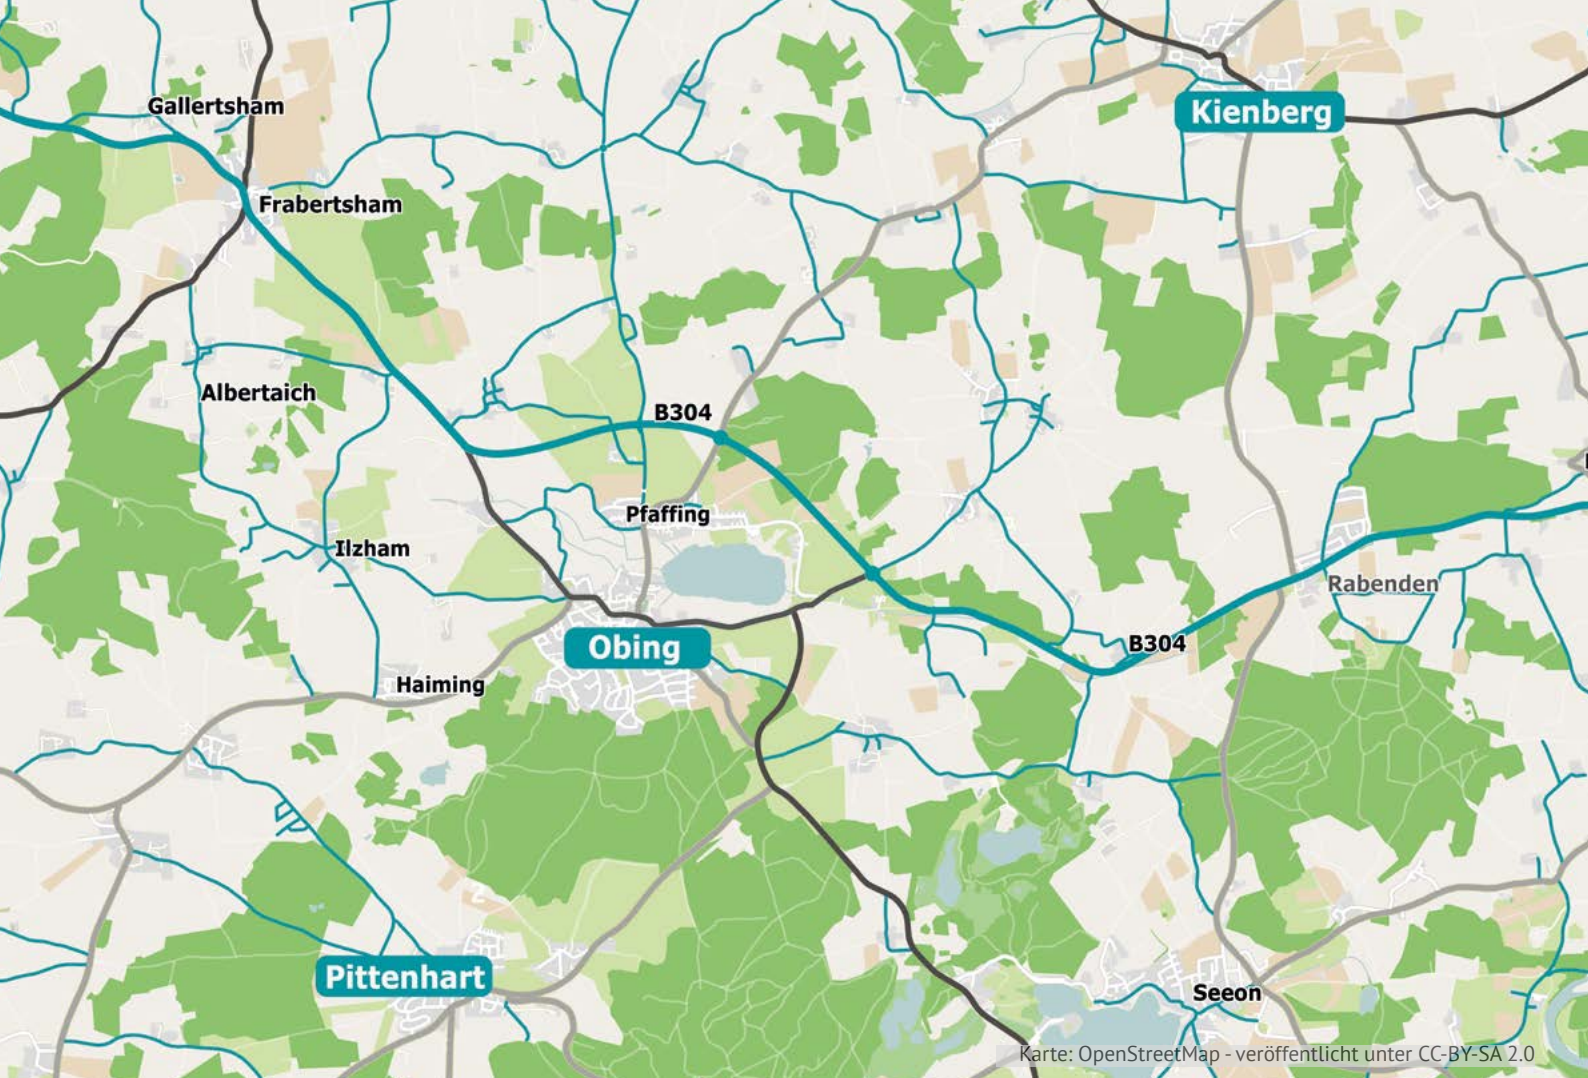 Gallertsham
Kienberg
Frabertsham
Albertaich
B304
Pfaffing
Ilzham
Rabenden
Obing
B304
Haiming
Pittenhart
Seeon
Karte: OpenStreetMap - veröffentlicht unter CC-BY-SA 2.0